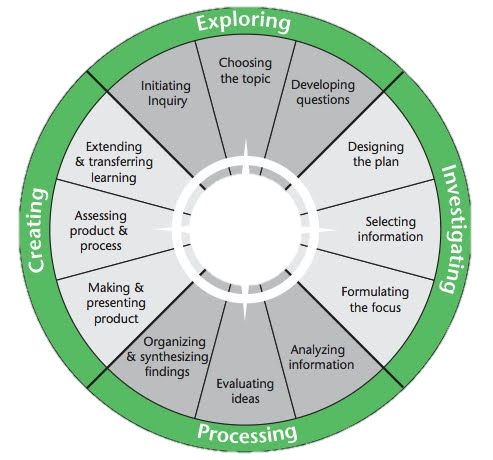 Exploring
Initiating
Inquiry
Choosing
the topic
Developing
questions
Investigating
Designing
the plan
Selecting
information
Formulating
the focus
Processing
Analyzing
information
Evaluating
ideas
Organizing
& synthesizing
findings
Creating
Making &
presenting
product
Assessing
product &
process
Extending
& transferring
learning